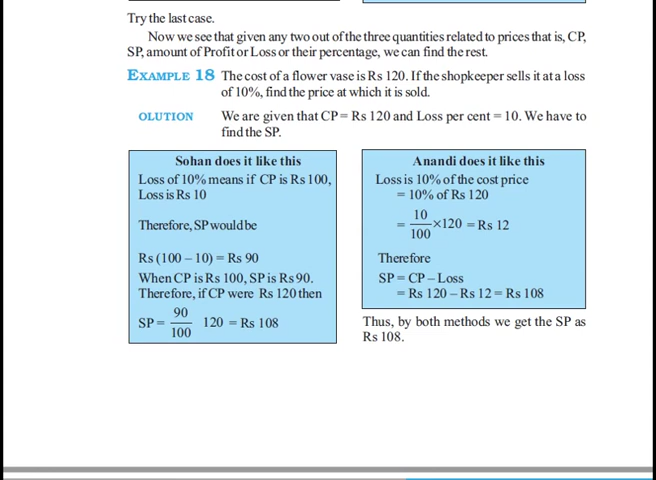 Try the last case.
Now we see that given any two out of the three quantities related to prices that is, CP,
SP, amount of Profit or Loss or their percentage, we can find the rest.
EXAMPLE 18 The cost of a flower vase is Rs 120. If the shopkeeper sells it at a loss
of 10%, find the price at which it is sold.
OLUTION We are given that CP = Rs 120 and Loss per cent = 10. We have to
find the SP.
Sohan does it like this
Loss of 10% means if CP is Rs 100,
Loss is Rs 10
Therefore, SP would be
Rs (100 – 10) = Rs 90
When CP is Rs 100, SP is Rs 90.
Therefore, if CP were Rs 120 then
SP = 90/100 120 = Rs 108
Anandi does it like this
Loss is 10% of the cost price
= 10% of Rs 120
= 10/100 × 120 = Rs 12
Therefore
SP = CP – Loss
= Rs 120 – Rs 12 = Rs 108
Thus, by both methods we get the SP as
Rs 108.